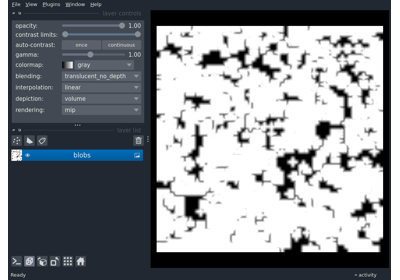 File View Plugins Window Help
layer controls
opacity: 1.00
contrast limits:
auto-contrast: once continuous
gamma: 1.00
colormap: gray
blending: translucent_no_depth
interpolation: linear
depiction: volume
rendering: mip
layer list
blobs
Ready
activity